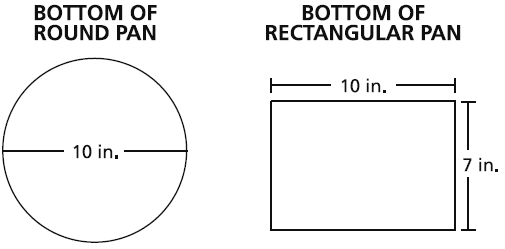 BOTTOM OF
ROUND PAN
10 in.
BOTTOM OF
RECTANGULAR PAN
10 in.
7 in.